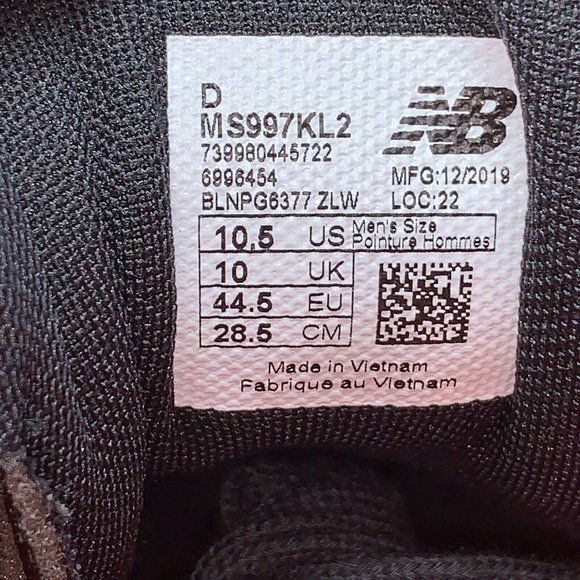 D
MS997KL2
NB
739980445722
6996454 MFG:12/2019
BLNPG6377 ZLW LOC:22
10.5 US Men's Size
Pointure Hommes
10 UK
44.5 EU
28.5 CM
Made in Vietnam
Fabrique au Vietnam